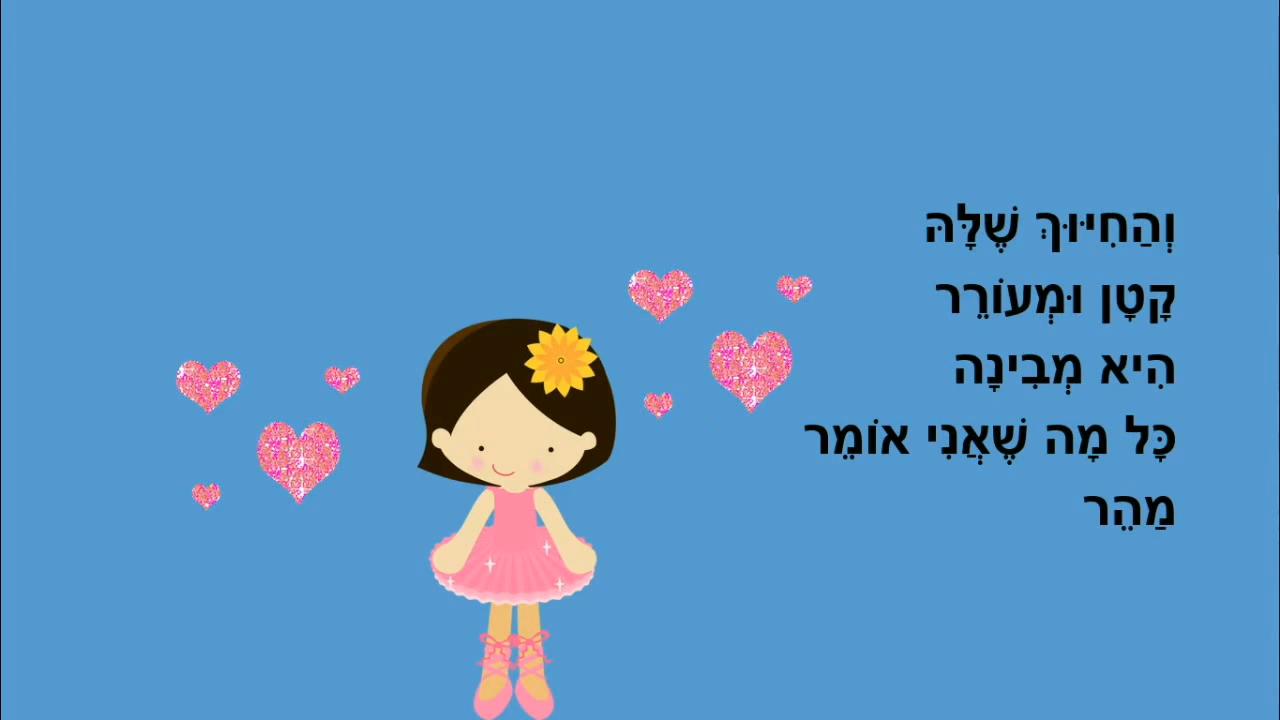 וְהַחִיּוּךְ שֶׁלָּהּ
קָטָן וּמְעוֹרֵר
הִיא מְבִינָה
כָּל מָה שֶׁאֲנִי אוֹמֵר
מַהֵר